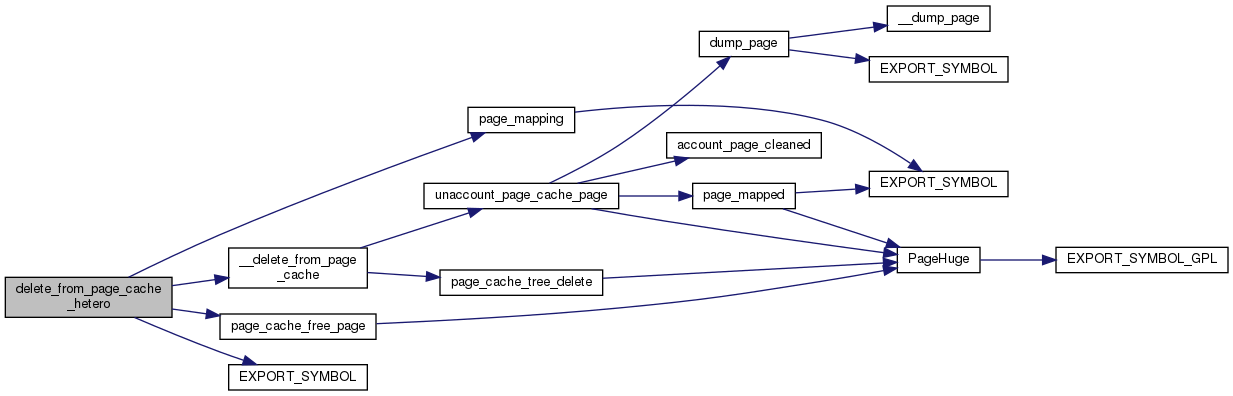 __dump_page
dump_page
EXPORT_SYMBOL
page_mapping
account_page_cleaned
EXPORT_SYMBOL
unaccount_page_cache_page
page_mapped
__delete_from_page
_cache
PageHuge
EXPORT_SYMBOL_GPL
page_cache_tree_delete
delete_from_page_cache
_hetero
page_cache_free_page
EXPORT_SYMBOL